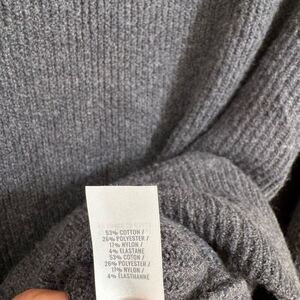 53% COTTON /
26% POLYESTER /
17% NYLON /
4% ELASTANE
53% COTON /
26% POLYESTER /
17% NYLON /
4% ELASTHANNE